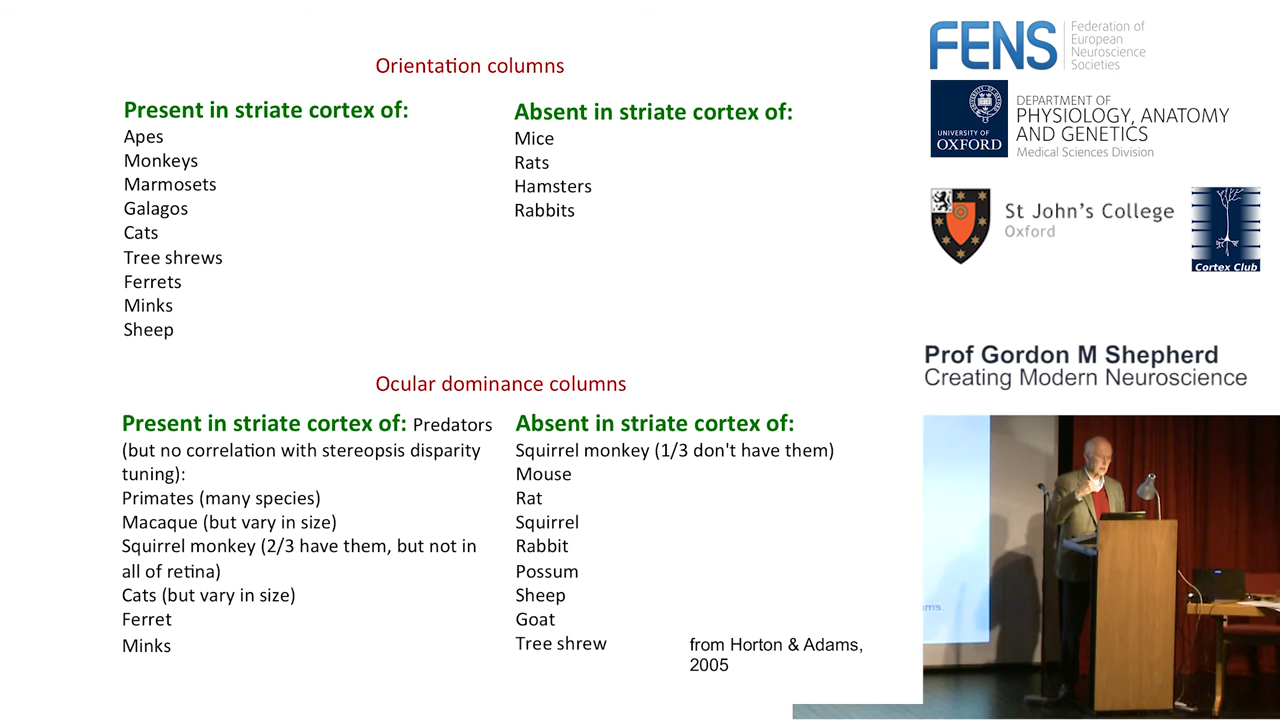 Orientation columns
Present in striate cortex of:
Apes
Monkeys
Marmosets
Galagos
Cats
Tree shrews
Ferrets
Minks
Sheep
Absent in striate cortex of:
Mice
Rats
Hamsters
Rabbits
Ocular dominance columns
Present in striate cortex of: Predators
(but no correlation with stereopsis disparity
tuning):
Primates (many species)
Macaque (but vary in size)
Squirrel monkey (2/3 have them, but not in
all of retina)
Cats (but vary in size)
Ferret
Minks
Absent in striate cortex of:
Squirrel monkey (1/3 don't have them)
Mouse
Rat
Squirrel
Rabbit
Possum
Sheep
Goat
Tree shrew
from Horton & Adams,
2005
FENS
Federation of
European
Neuroscience
Societies
UNIVERSITY OF
OXFORD
DEPARTMENT OF
PHYSIOLOGY, ANATOMY
AND GENETICS
Medical Sciences Division
St John's College
Oxford
Cortex Club
Prof Gordon M Shepherd
Creating Modern Neuroscience